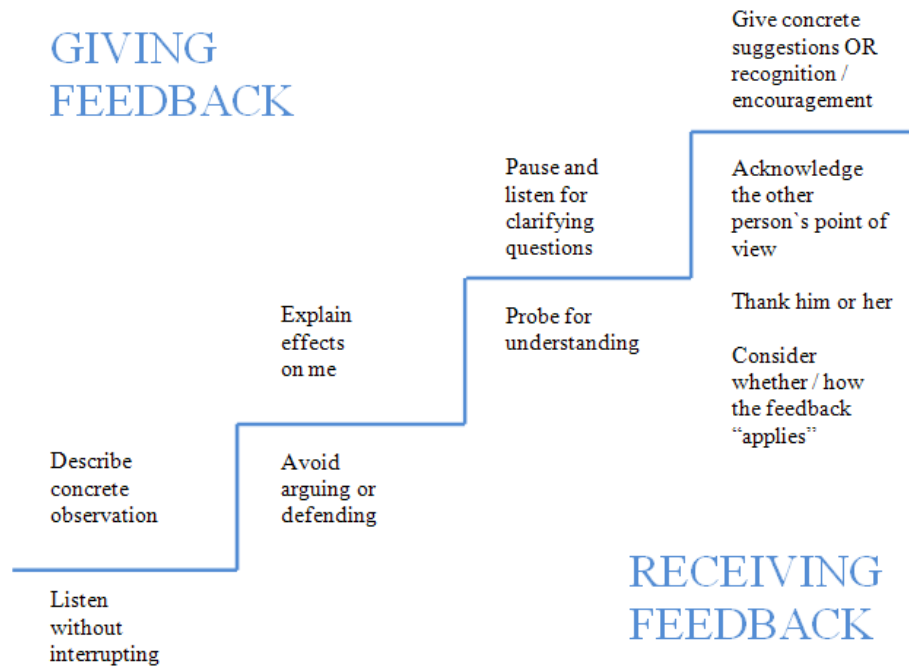 GIVING
FEEDBACK
Give concrete
suggestions OR
recognition /
encouragement
Pause and
listen for
clarifying
questions
Acknowledge
the other
person`s point of
view
Thank him or her
Consider
whether / how
the feedback
“applies”
Explain
effects
on me
Probe for
understanding
Describe
concrete
observation
Avoid
arguing or
defending
Listen
without
interrupting
RECEIVING
FEEDBACK